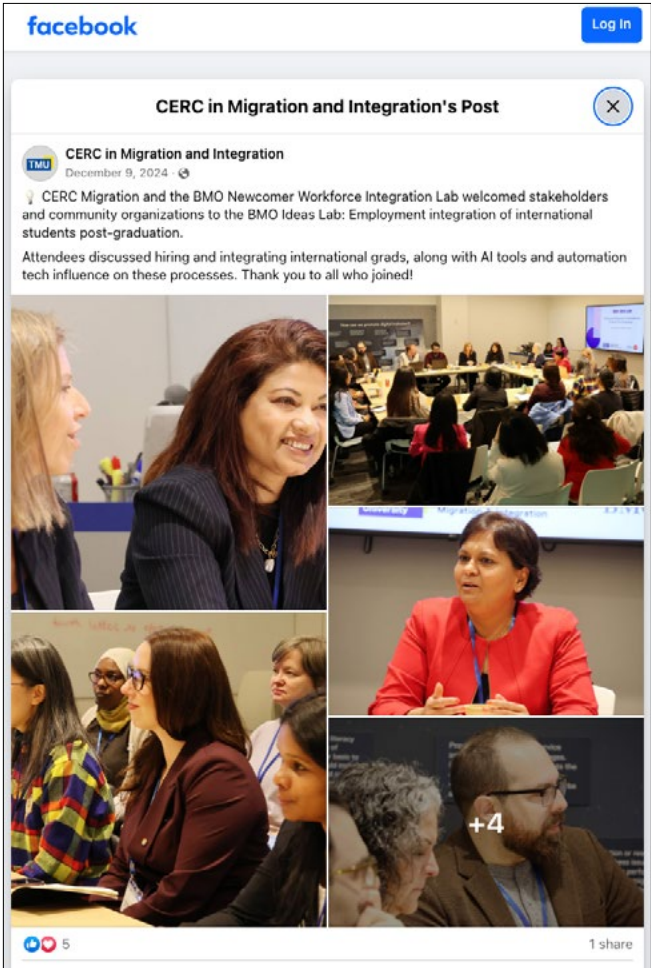 facebook
Log In
CERC in Migration and Integration's Post
TMU
CERC in Migration and Integration
December 9, 2024 ·
CERC Migration and the BMO Newcomer Workforce Integration Lab welcomed stakeholders
and community organizations to the BMO Ideas Lab: Employment integration of international
students post-graduation.
Attendees discussed hiring and integrating international grads, along with AI tools and automation
tech influence on these processes. Thank you to all who joined!
University
Migration & Integration
+4
5
1 share